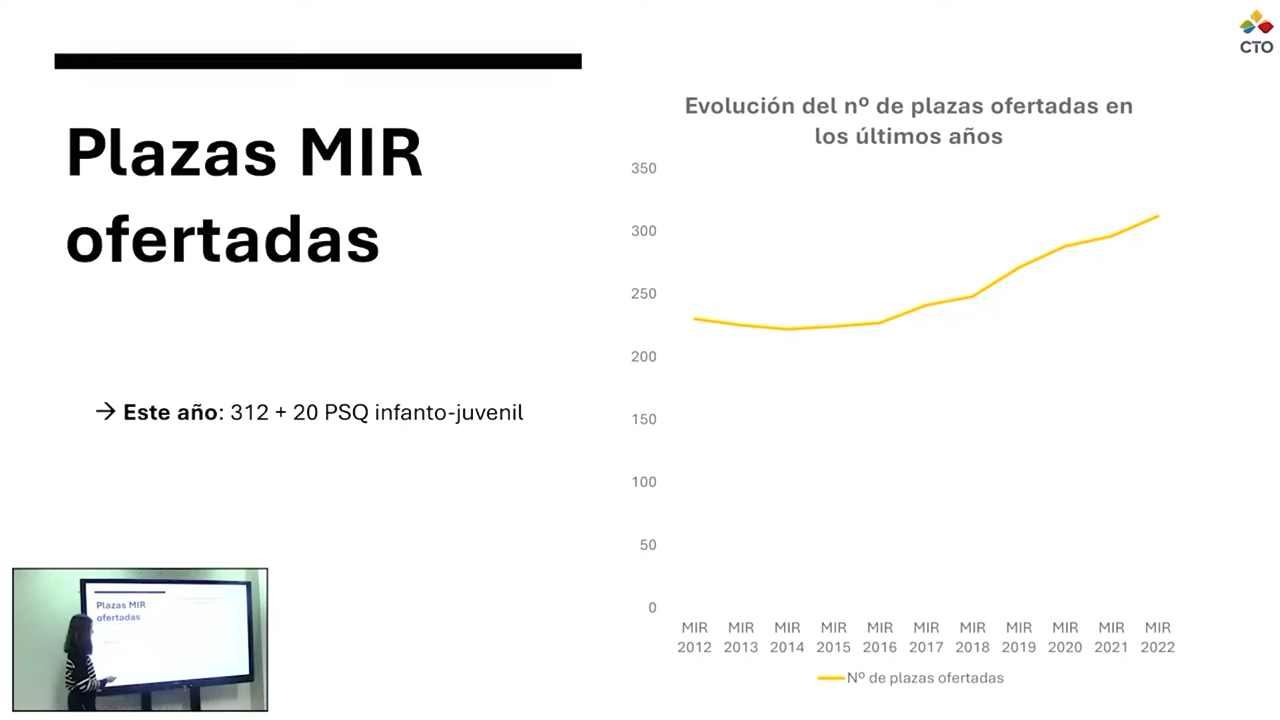 CTO
Plazas MIR
ofertadas
→ Este año: 312 + 20 PSQ infanto-juvenil
Evolución del nº de plazas ofertadas en
los últimos años
350
300
250
200
150
100
50
0
MIR MIR MIR MIR MIR MIR MIR MIR MIR MIR MIR
2012 2013 2014 2015 2016 2017 2018 2019 2020 2021 2022
Nº de plazas ofertadas
Plazas MIR
ofertadas